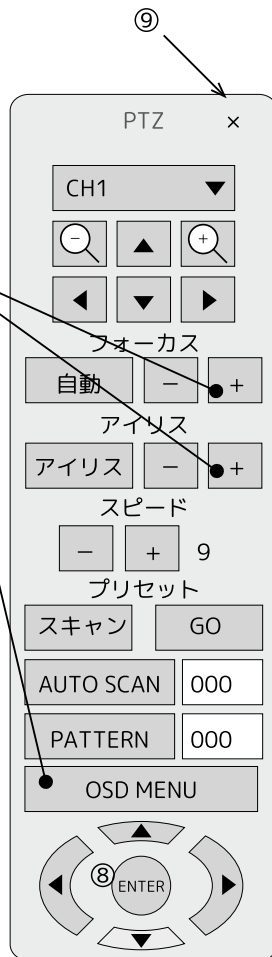 ⑨
PTZ ×
CH1 ▼
− ▲ +
◀ ▼ ▶
フォーカス
自動 − +
アイリス
アイリス − +
スピード
− + 9
プリセット
スキャン GO
AUTO SCAN 000
PATTERN 000
OSD MENU
⑧ ENTER